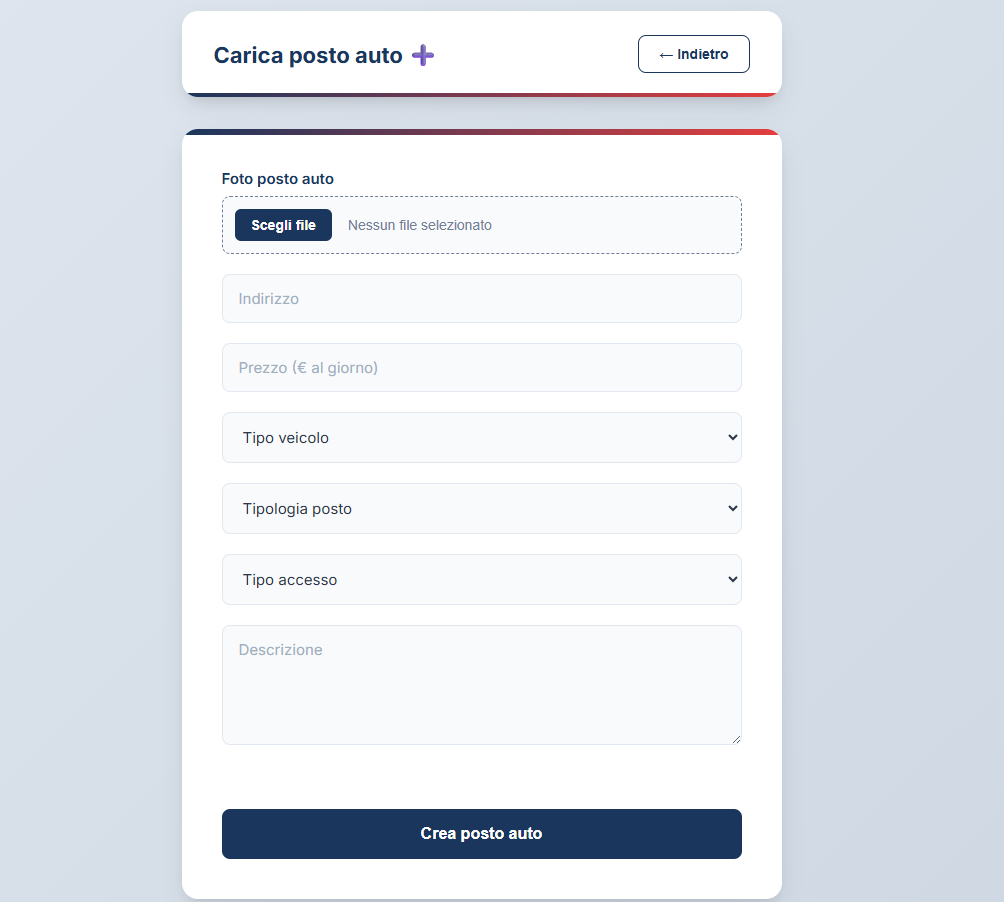 Carica posto auto ➕
← Indietro
Foto posto auto
Scegli file Nessun file selezionato
Indirizzo
Prezzo (€ al giorno)
Tipo veicolo
Tipologia posto
Tipo accesso
Descrizione
Crea posto auto